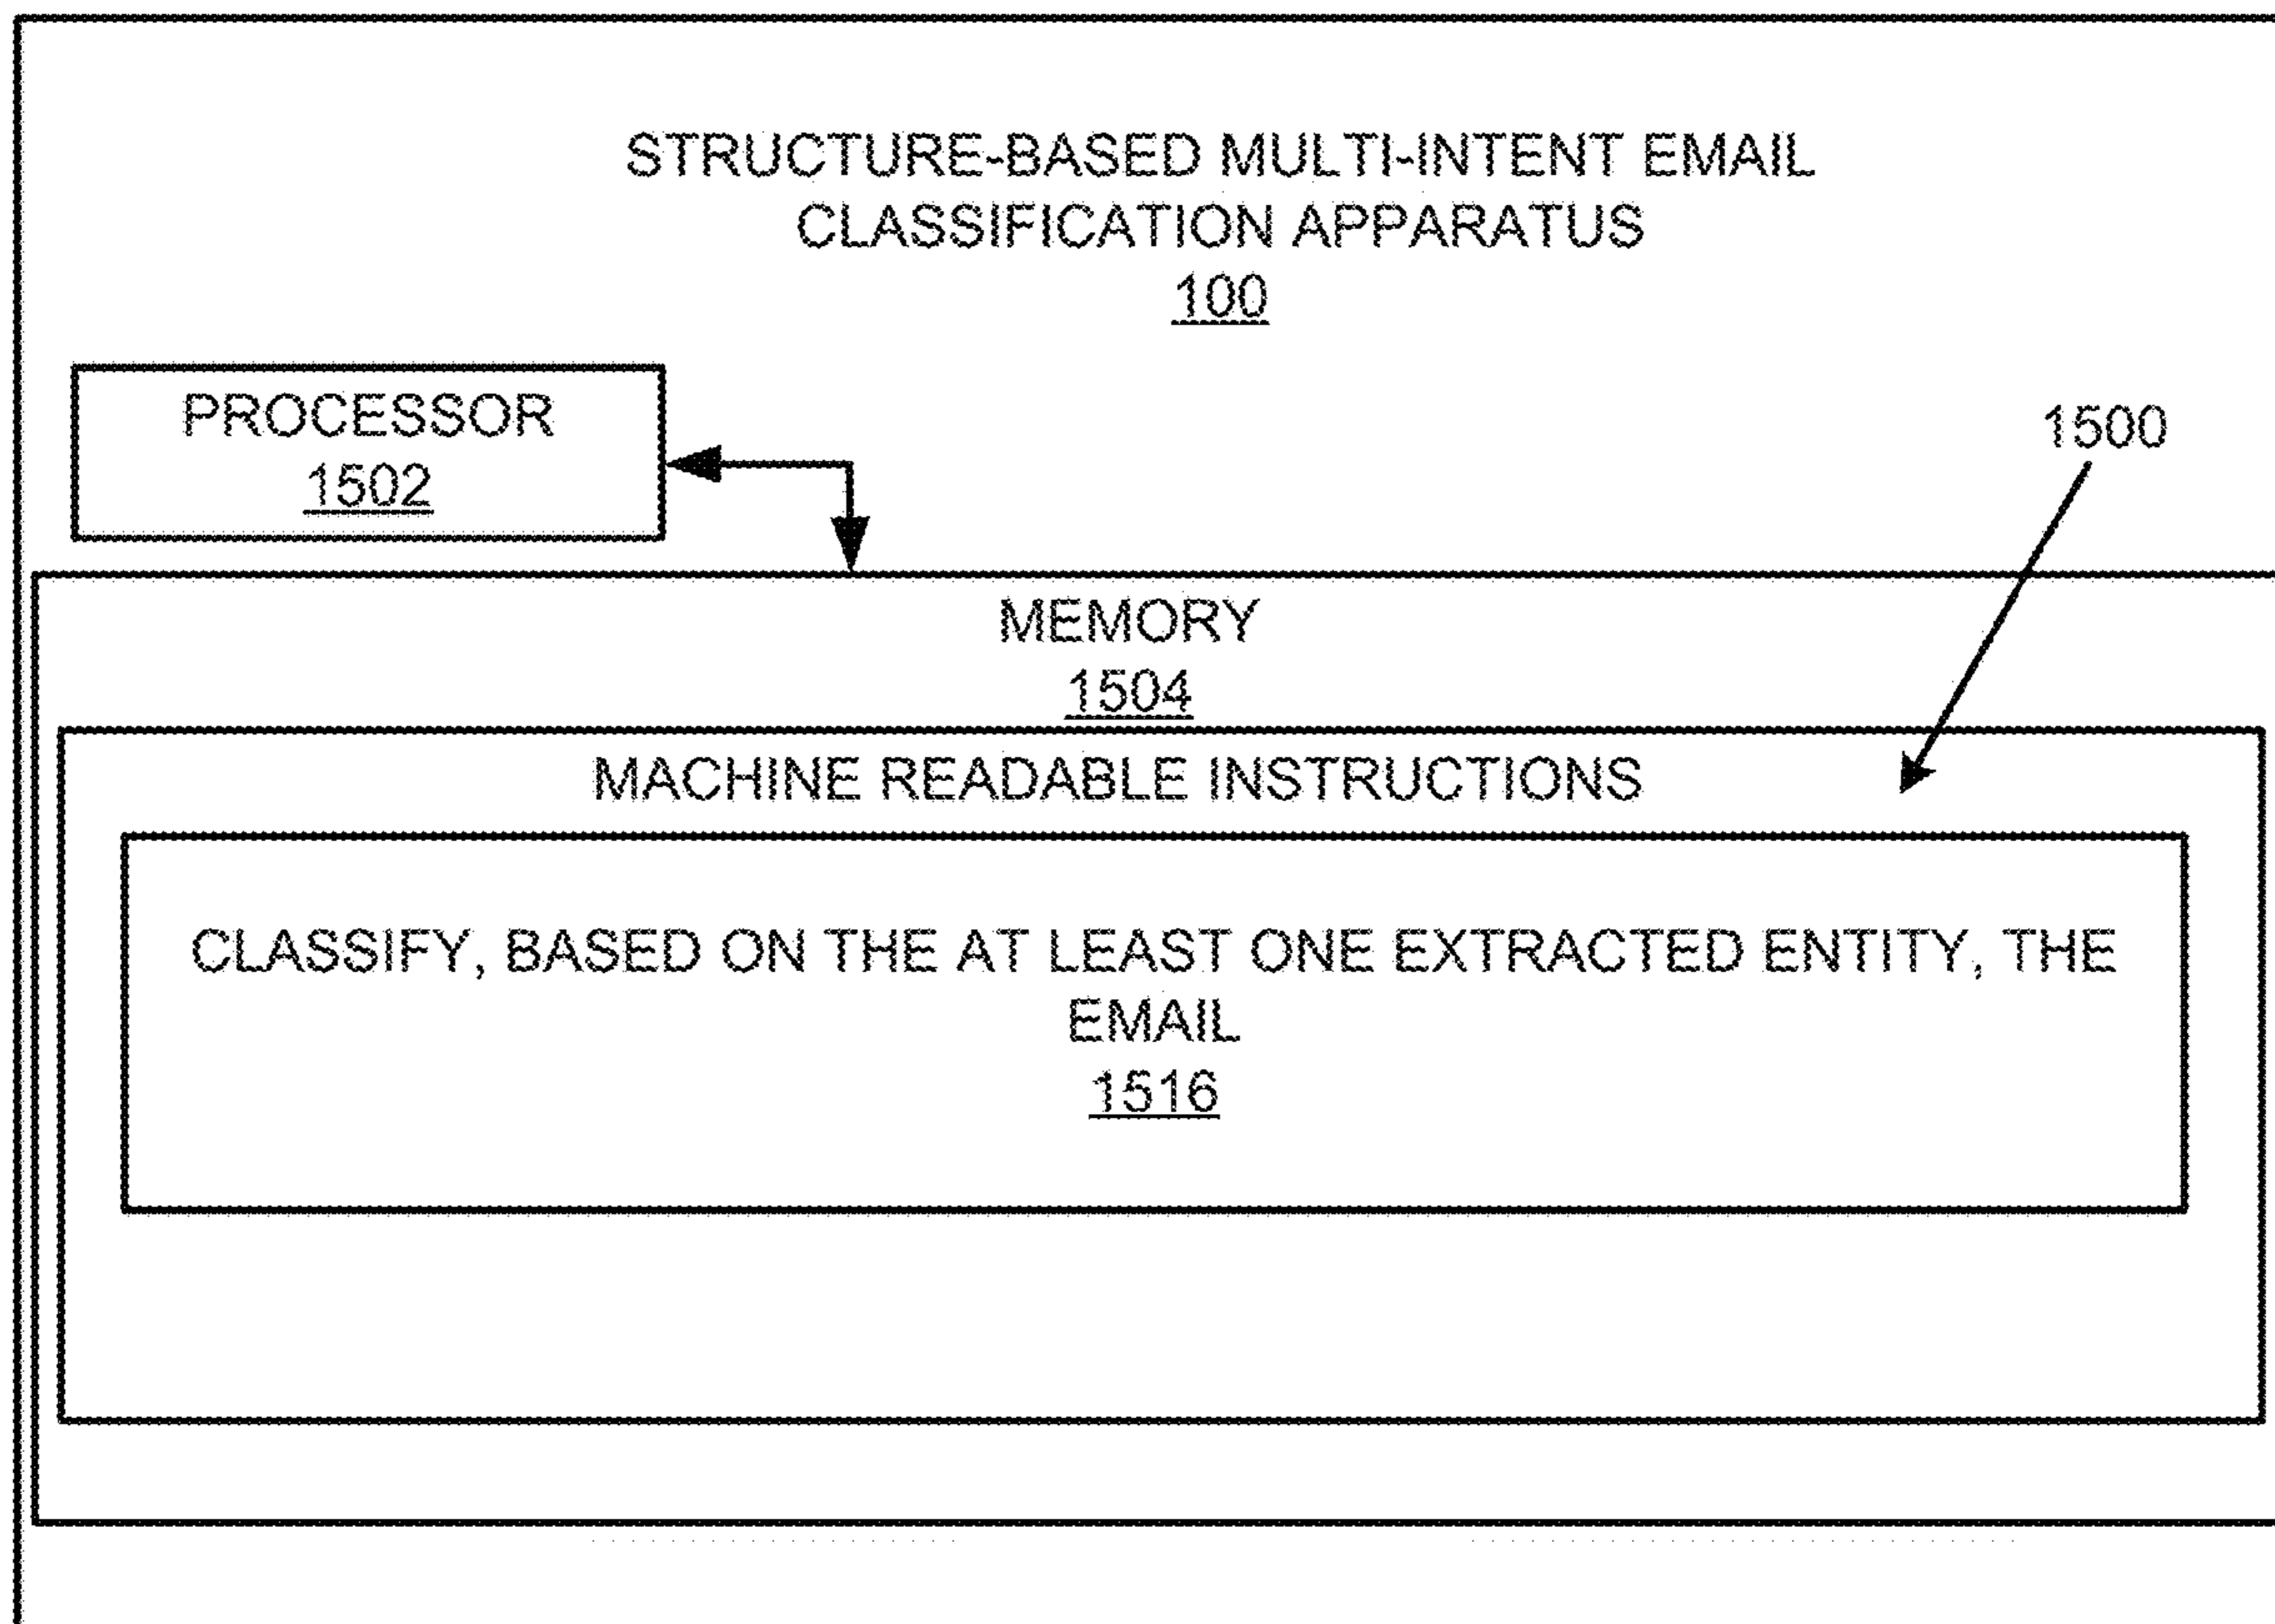 STRUCTURE-BASED MULTI-INTENT EMAIL
CLASSIFICATION APPARATUS
100
PROCESSOR
1502
1500
MEMORY
1504
MACHINE READABLE INSTRUCTIONS
CLASSIFY, BASED ON THE AT LEAST ONE EXTRACTED ENTITY, THE
EMAIL
1516